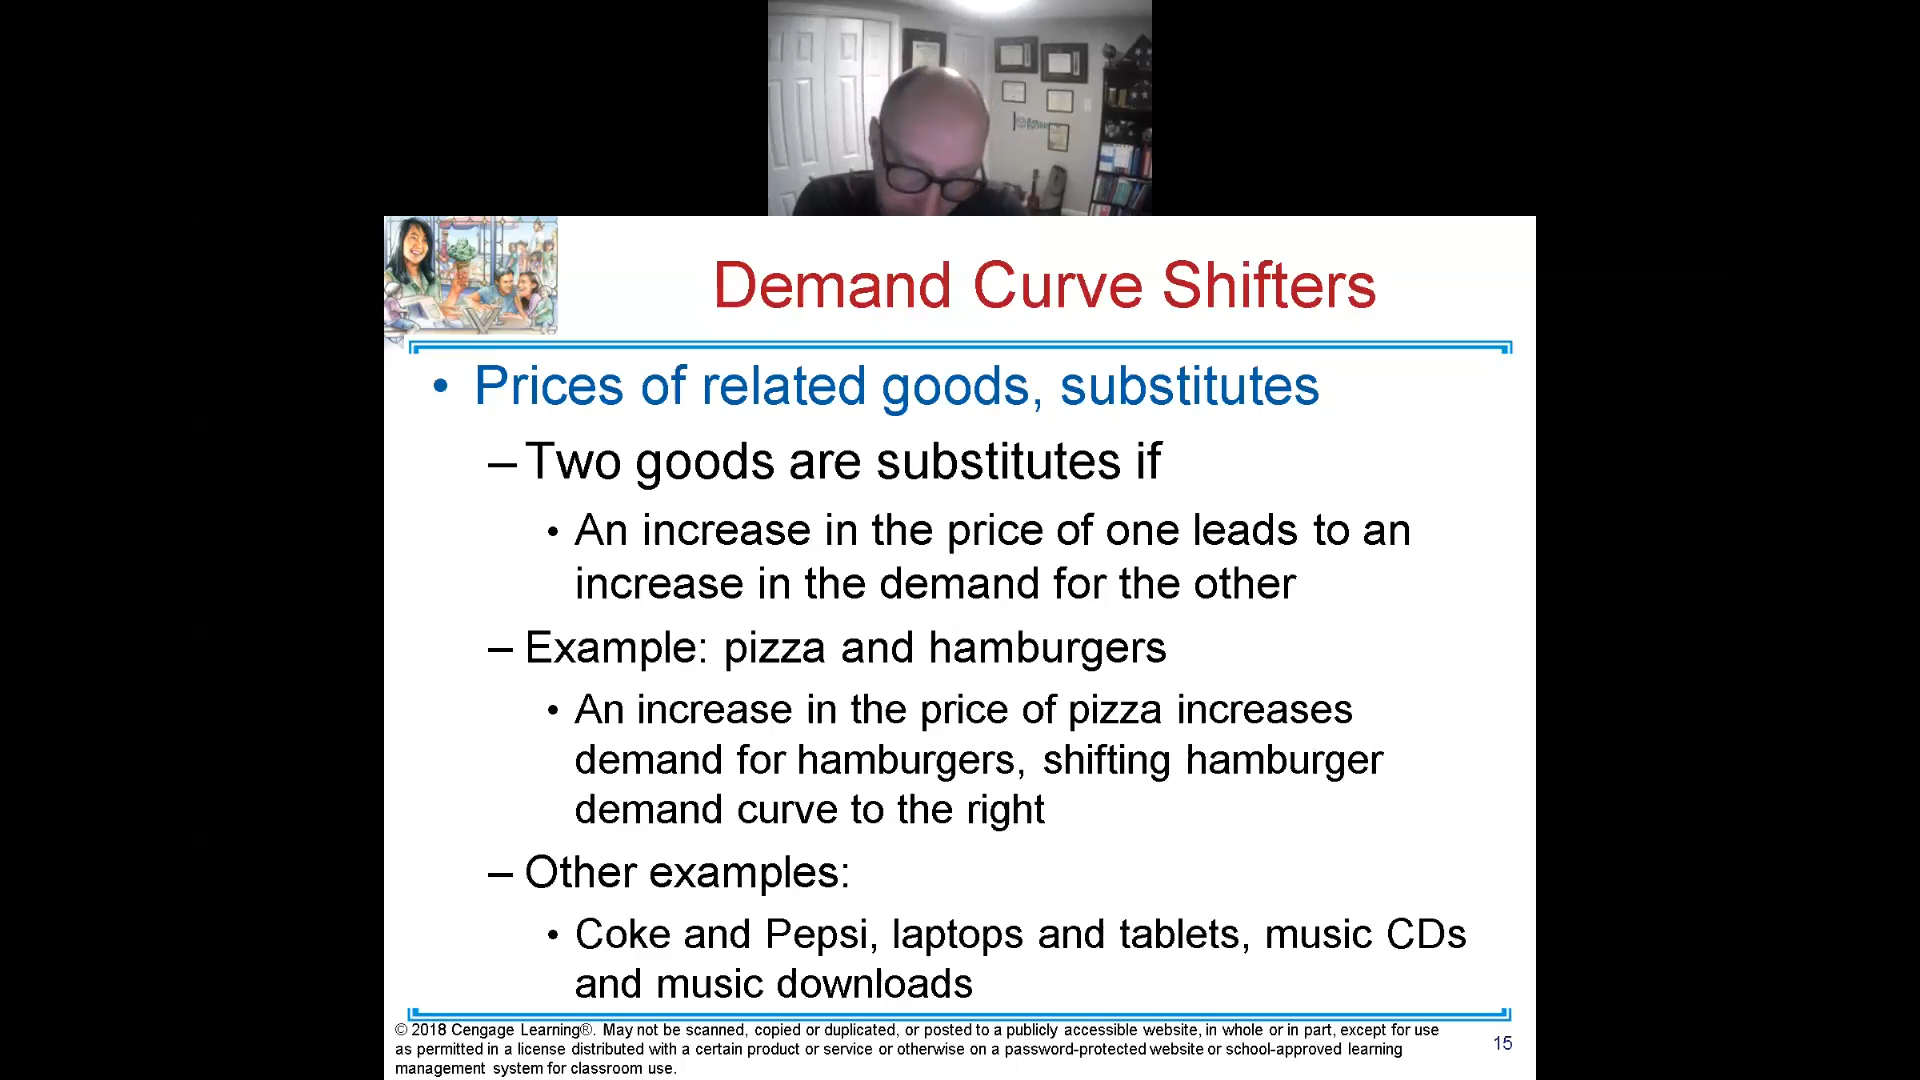 Demand Curve Shifters
• Prices of related goods, substitutes
– Two goods are substitutes if
• An increase in the price of one leads to an
increase in the demand for the other
– Example: pizza and hamburgers
• An increase in the price of pizza increases
demand for hamburgers, shifting hamburger
demand curve to the right
– Other examples:
• Coke and Pepsi, laptops and tablets, music CDs
and music downloads
© 2018 Cengage Learning®. May not be scanned, copied or duplicated, or posted to a publicly accessible website, in whole or in part, except for use
as permitted in a license distributed with a certain product or service or otherwise on a password-protected website or school-approved learning
management system for classroom use.
15